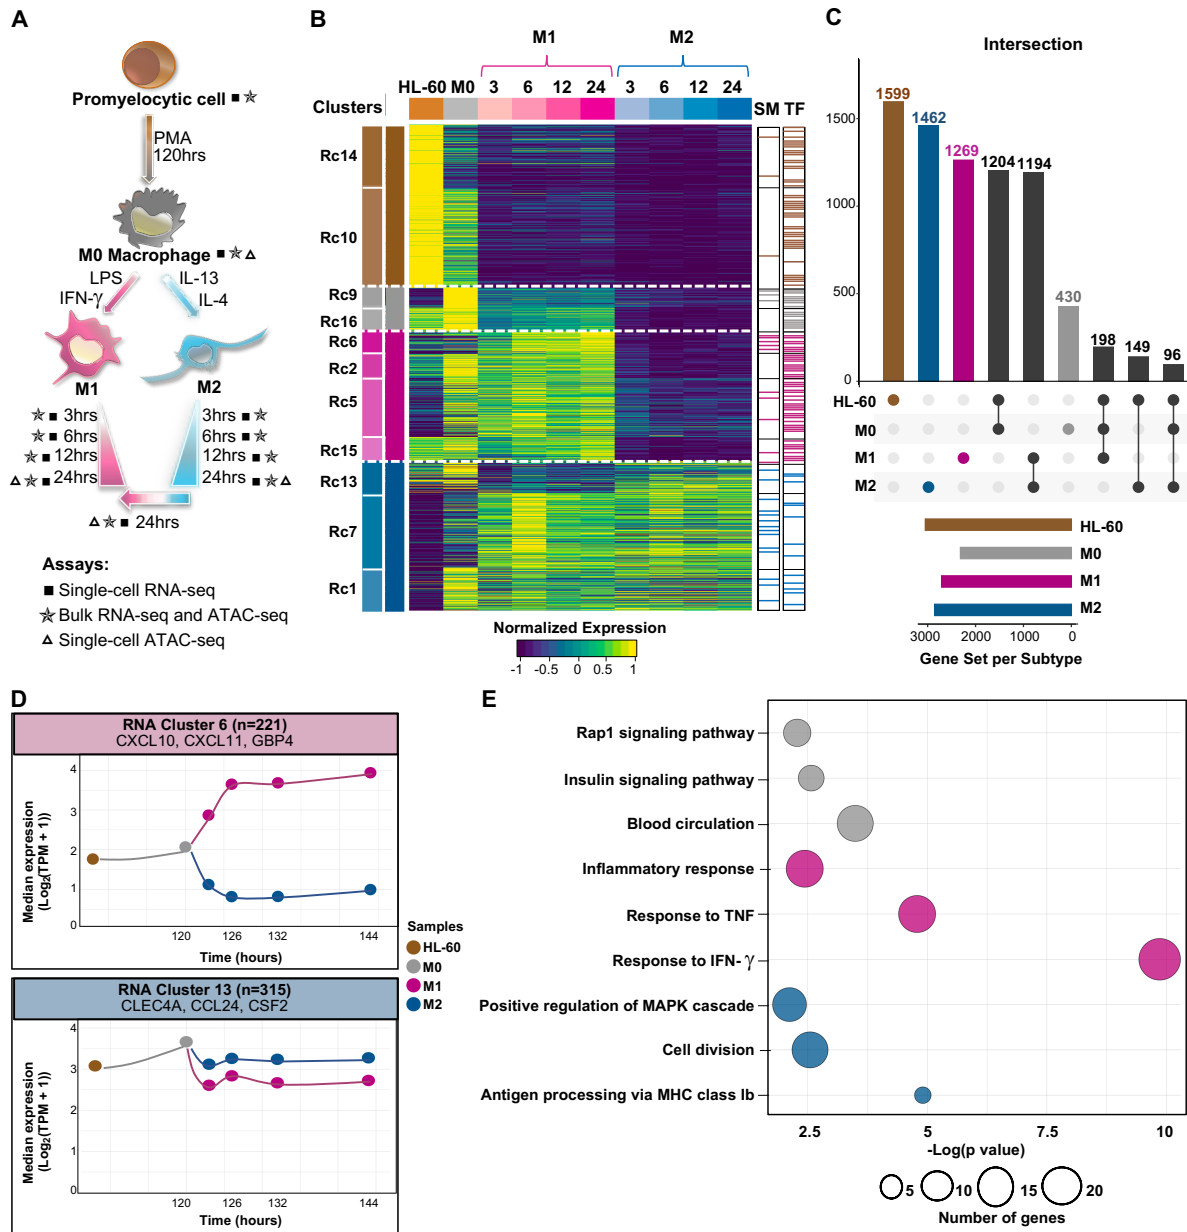 A
Promyelocytic cell ■
PMA
120hrs
M0 Macrophage ■
LPS
IFN-γ
IL-13
IL-4
M1
M2
3hrs
6hrs
12hrs
24hrs
3hrs
6hrs
12hrs
24hrs
24hrs
Assays:
■ Single-cell RNA-seq
Bulk RNA-seq and ATAC-seq
Single-cell ATAC-seq
B
M1
M2
HL-60 M0 3 6 12 24 3 6 12 24
Clusters
SM TF
Rc14
Rc10
Rc9
Rc16
Rc6
Rc2
Rc5
Rc15
Rc13
Rc7
Rc1
Normalized Expression
-1 -0.5 0 0.5 1
C
Intersection
1599
1462
1269
1204 1194
430
198 149 96
1500
1000
500
0
HL-60
M0
M1
M2
HL-60
M0
M1
M2
3000 2000 1000 0
Gene Set per Subtype
D
RNA Cluster 6 (n=221)
CXCL10, CXCL11, GBP4
Median expression
(Log2(TPM + 1))
4
3
2
1
0
120 126 132 144
Time (hours)
RNA Cluster 13 (n=315)
CLEC4A, CCL24, CSF2
Median expression
(Log2(TPM + 1))
4
3
2
1
0
120 126 132 144
Time (hours)
Samples
HL-60
M0
M1
M2
E
Rap1 signaling pathway
Insulin signaling pathway
Blood circulation
Inflammatory response
Response to TNF
Response to IFN- γ
Positive regulation of MAPK cascade
Cell division
Antigen processing via MHC class Ib
2.5 5 7.5 10
-Log(p value)
5 10 15 20
Number of genes